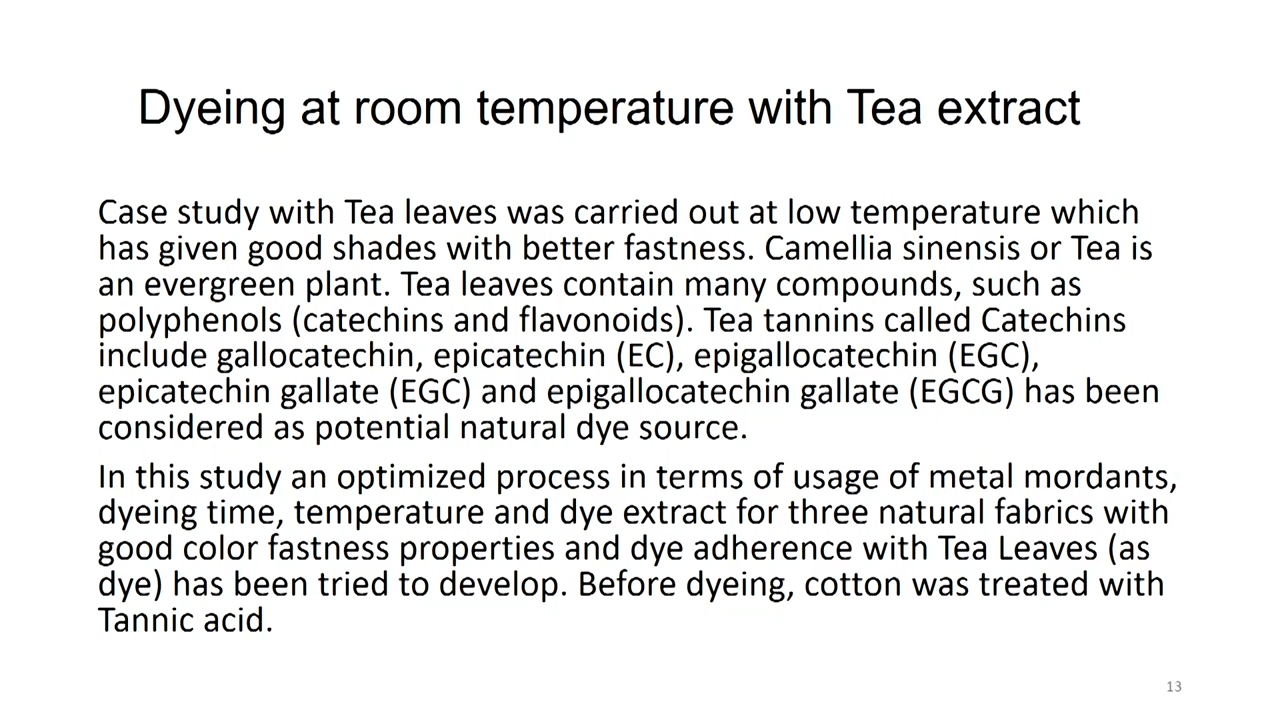 Dyeing at room temperature with Tea extract
Case study with Tea leaves was carried out at low temperature which
has given good shades with better fastness. Camellia sinensis or Tea is
an evergreen plant. Tea leaves contain many compounds, such as
polyphenols (catechins and flavonoids). Tea tannins called Catechins
include gallocatechin, epicatechin (EC), epigallocatechin (EGC),
epicatechin gallate (EGC) and epigallocatechin gallate (EGCG) has been
considered as potential natural dye source.
In this study an optimized process in terms of usage of metal mordants,
dyeing time, temperature and dye extract for three natural fabrics with
good color fastness properties and dye adherence with Tea Leaves (as
dye) has been tried to develop. Before dyeing, cotton was treated with
Tannic acid.
13